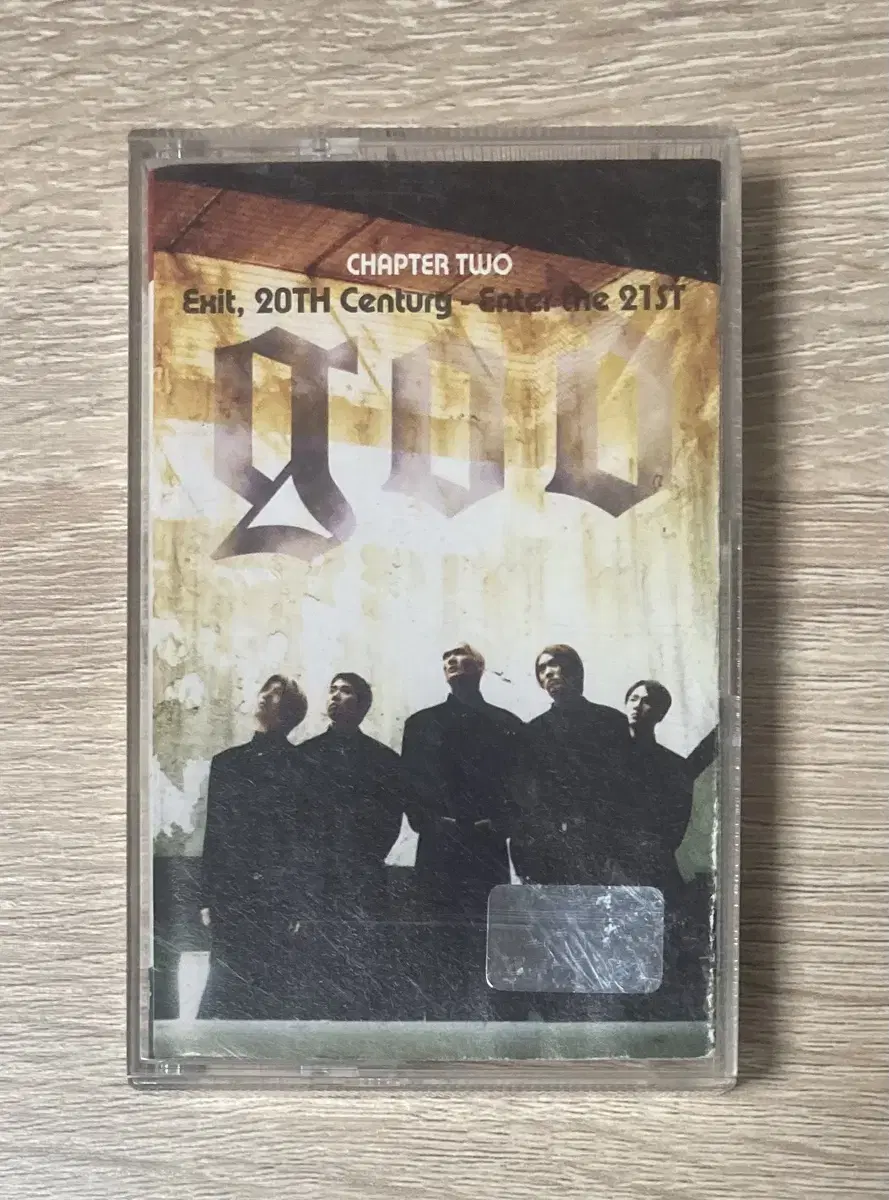 CHAPTER TWO
Exit, 20TH Century - Enter the 21ST
god